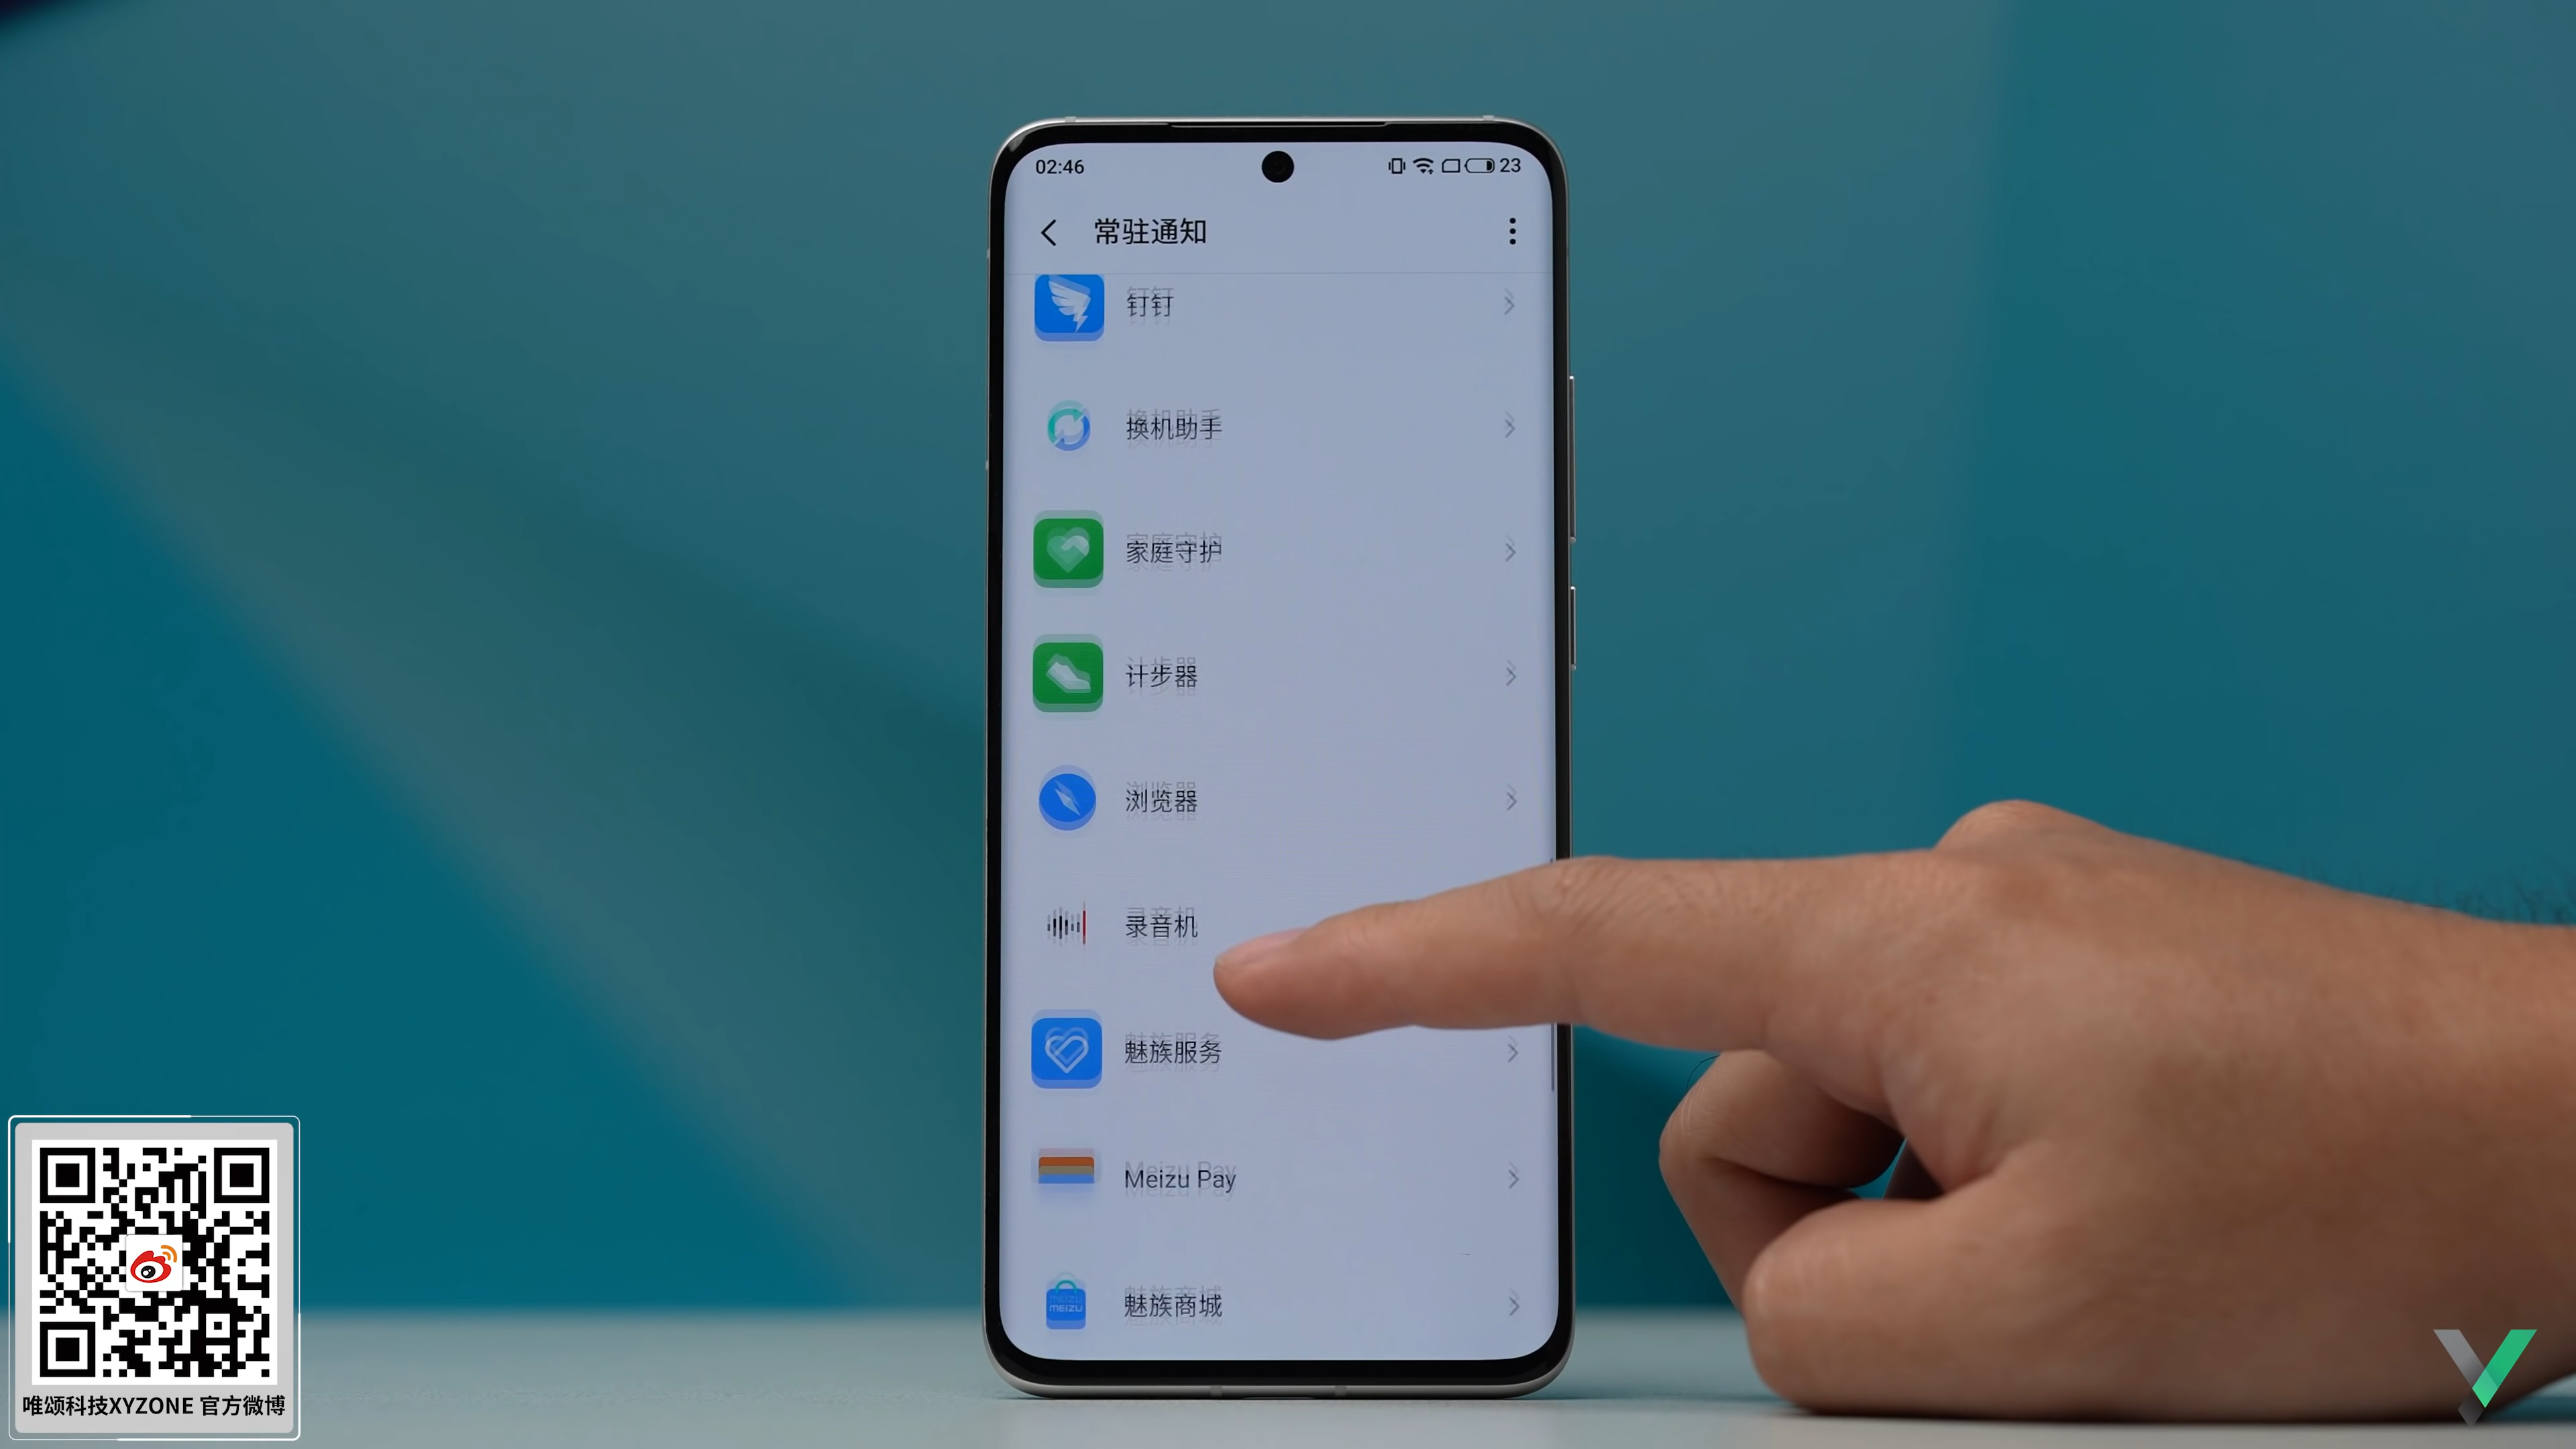 02:46
23
常驻通知
钉钉
换机助手
家庭守护
计步器
浏览器
录音机
魅族服务
Meizu Pay
MEIZU
魅族商城
唯颂科技XYZONE 官方微博